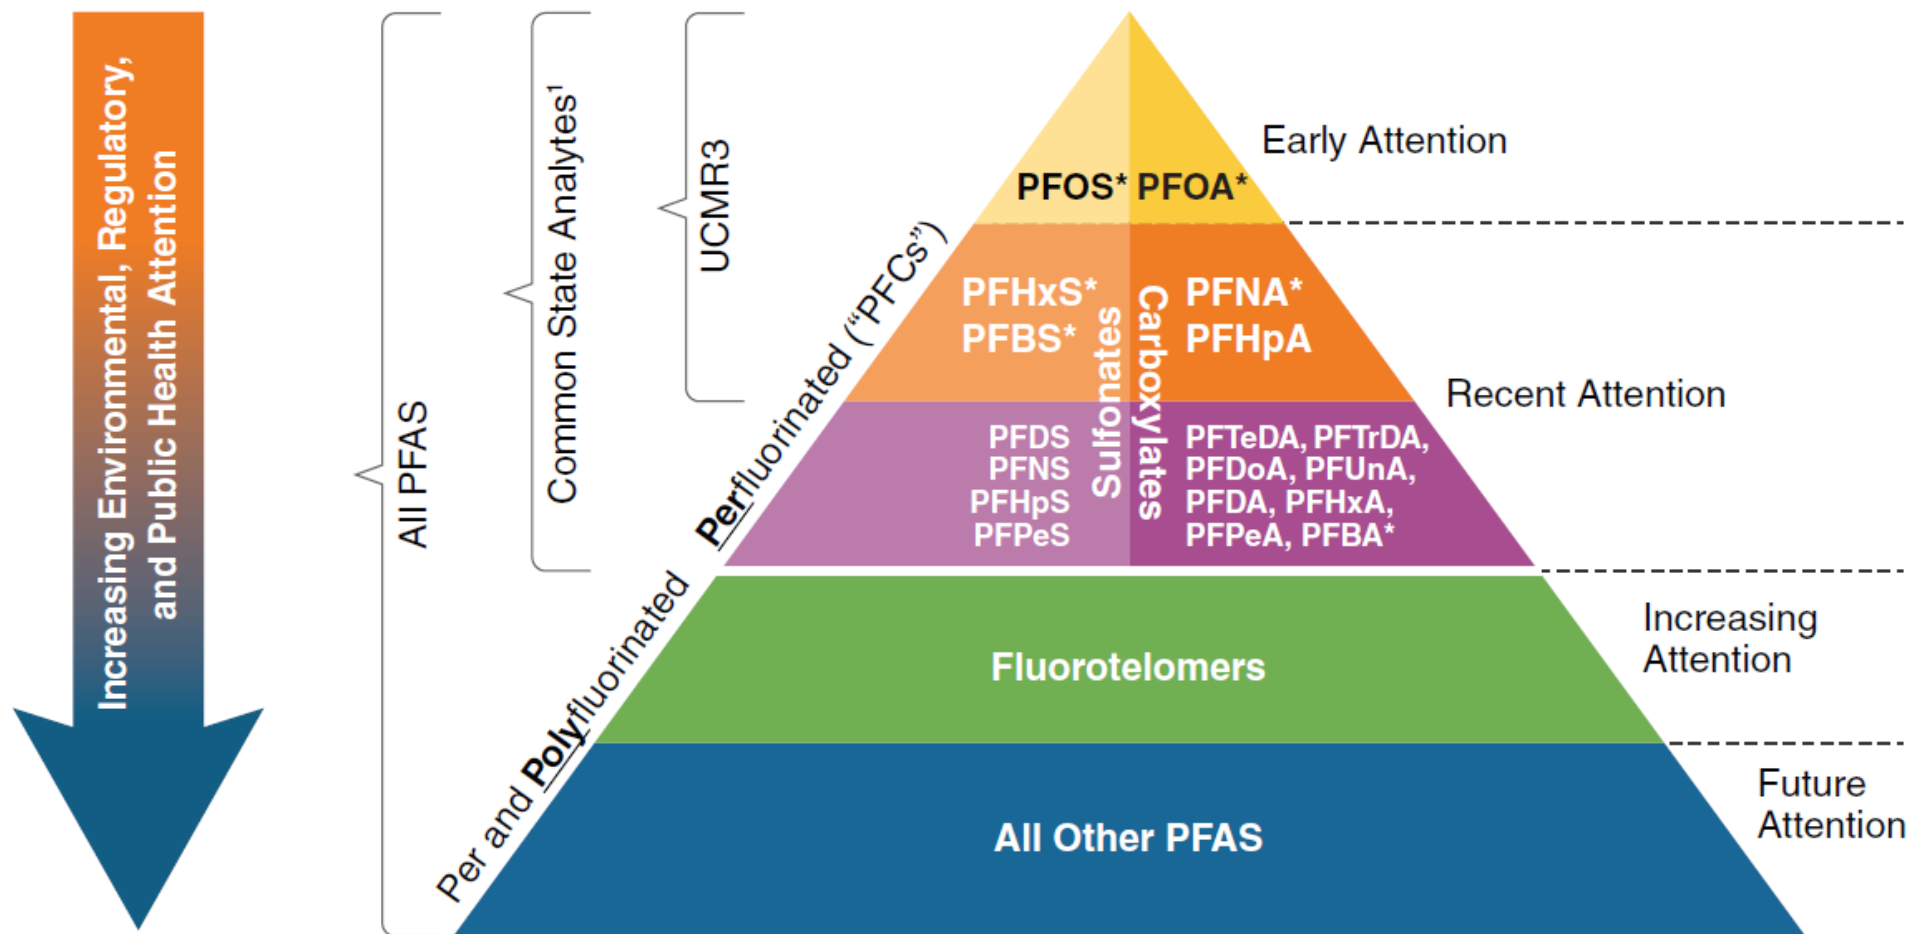 Increasing Environmental, Regulatory,
and Public Health Attention
All PFAS
Common State Analytes¹
UCMR3
Perfluorinated (“PFCs”)
Per and Polyfluorinated
PFOS* PFOA*
Early Attention
PFHxS*
PFBS*
Sulfonates
Carboxylates
PFNA*
PFHpA
Recent Attention
PFDS
PFNS
PFHpS
PFPeS
PFTeDA, PFTrDA,
PFDoA, PFUnA,
PFDA, PFHxA,
PFPeA, PFBA*
Fluorotelomers
Increasing
Attention
All Other PFAS
Future
Attention